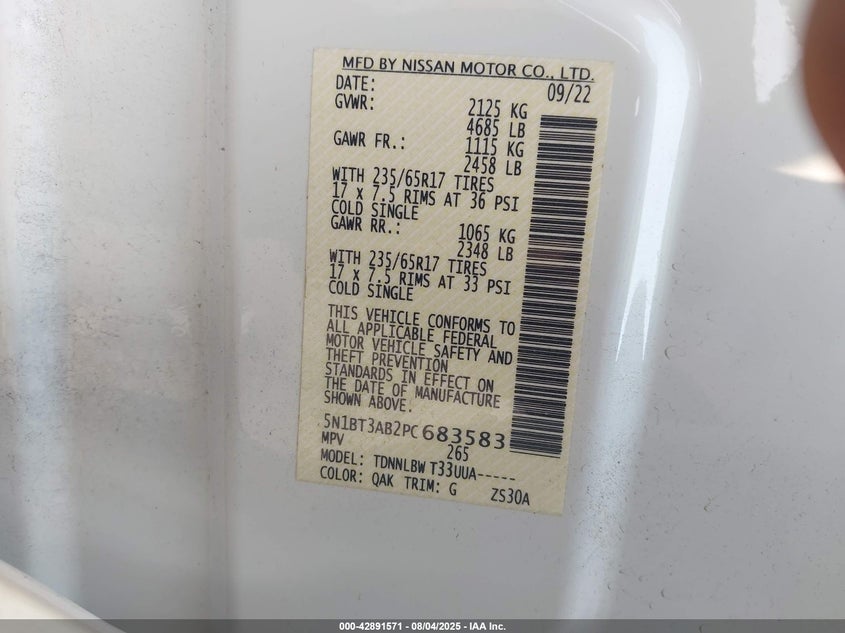 MFD BY NISSAN MOTOR CO., LTD.
DATE: 09/22
GVWR: 2125 KG
4685 LB
GAWR FR.: 1115 KG
2458 LB
WITH 235/65R17 TIRES
17 x 7.5 RIMS AT 36 PSI
COLD SINGLE
GAWR RR.: 1065 KG
2348 LB
WITH 235/65R17 TIRES
17 x 7.5 RIMS AT 33 PSI
COLD SINGLE
THIS VEHICLE CONFORMS TO
ALL APPLICABLE FEDERAL
MOTOR VEHICLE SAFETY AND
THEFT PREVENTION
STANDARDS IN EFFECT ON
THE DATE OF MANUFACTURE
SHOWN ABOVE.
5N1BT3AB2PC683583
MPV 265
MODEL: TDNNLBW T33UUA-----
COLOR: QAK TRIM: G ZS30A
000-42891571 - 08/04/2025 - IAA Inc.